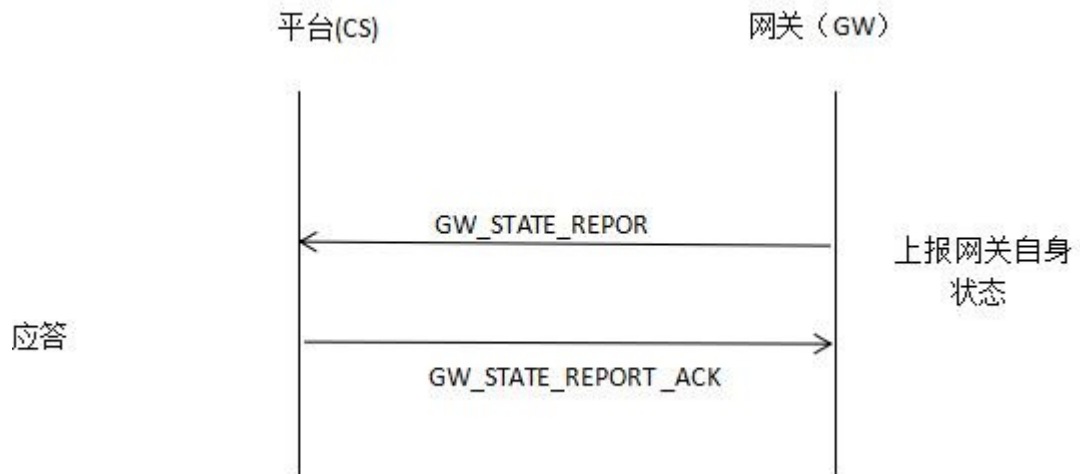 平台(CS)
网关（GW）
GW_STATE_REPOR
上报网关自身
状态
应答
GW_STATE_REPORT_ACK